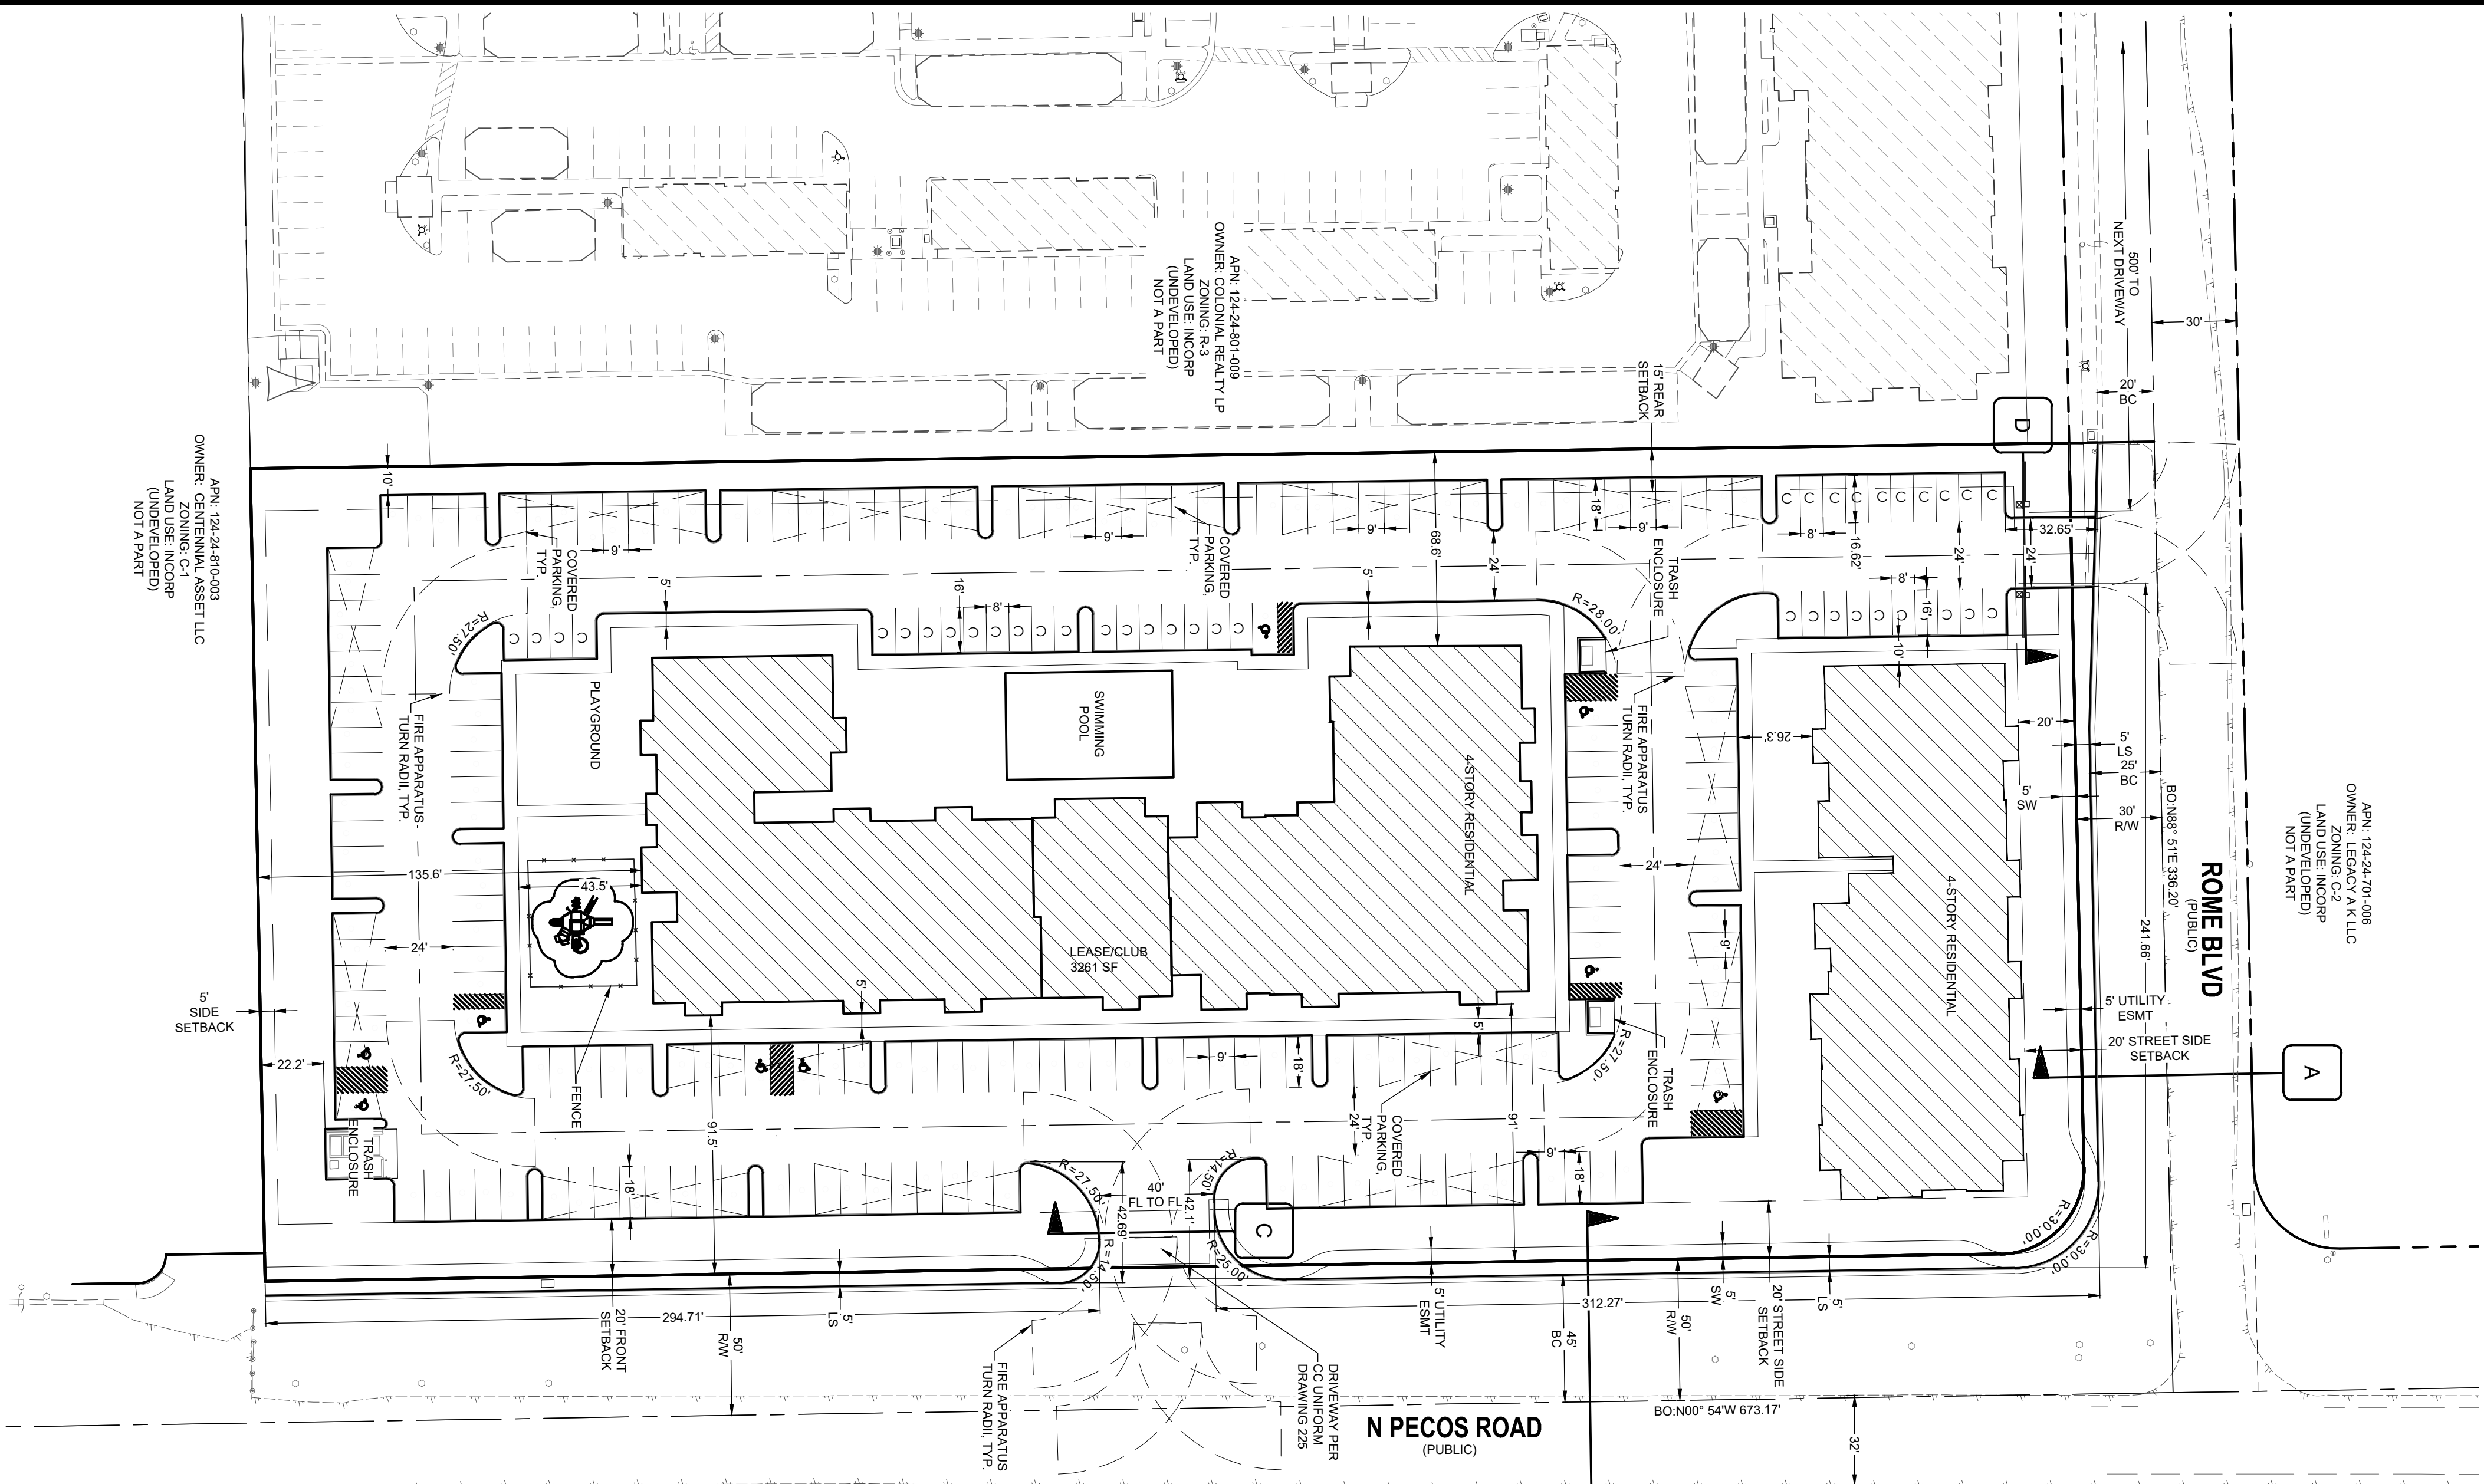 500' TO
NEXT DRIVEWAY
30'
20'
BC
APN: 124-24-801-009
OWNER: COLONIAL REALTY LP
ZONING: R-3
LAND USE: INCORP
(UNDEVELOPED)
NOT A PART
15' REAR
SETBACK
D
APN: 124-24-810-003
OWNER: CENTENNIAL ASSET LLC
ZONING: C-1
LAND USE: INCORP
(UNDEVELOPED)
NOT A PART
10'
COVERED
PARKING,
TYP.
9'
9'
COVERED
PARKING,
TYP.
9'
68.6'
24'
18'
9'
C C C C C C C C C C
8'
16.62'
24'
24'
32.65'
TRASH
ENCLOSURE
R=28.00'
8'
16'
C C C C C C C C C C
10'
R=27.50'
C C C C
5'
16'
8'
C C C C C C C C C
C C C C C C C
5'
PLAYGROUND
SWIMMING
POOL
4-STORY RESIDENTIAL
FIRE APPARATUS
TURN RADII, TYP.
FIRE APPARATUS
TURN RADII, TYP.
26.3'
20'
5'
LS
25'
BC
5'
SW
30'
R/W
BO:N88° 51'E 336.20'
ROME BLVD
(PUBLIC)
APN: 124-24-701-006
OWNER: LEGACY A K LLC
ZONING: C-2
LAND USE: INCORP
(UNDEVELOPED)
NOT A PART
241.66'
135.6'
43.5'
24'
24'
9'
4-STORY RESIDENTIAL
LEASE/CLUB
3261 SF
5'
SIDE
SETBACK
22.2'
5'
5'
5' UTILITY
ESMT
20' STREET SIDE
SETBACK
A
R=27.50'
FENCE
TRASH
ENCLOSURE
91.5'
9'
18'
24'
COVERED
PARKING,
TYP.
91'
R=27.50'
TRASH
ENCLOSURE
9'
18'
18'
R=27.50'
40'
FL TO FL
42.69'
42.1'
R=14.50'
R=14.50'
R=25.00'
C
R=30.00'
R=30.00'
294.71'
20' FRONT
SETBACK
50'
R/W
5'
LS
FIRE APPARATUS
TURN RADII, TYP.
DRIVEWAY PER
CC UNIFORM
DRAWING 225
5' UTILITY
ESMT
312.27'
45'
BC
50'
R/W
5'
SW
20' STREET SIDE
SETBACK
5'
LS
N PECOS ROAD
(PUBLIC)
BO:N00° 54'W 673.17'
32'